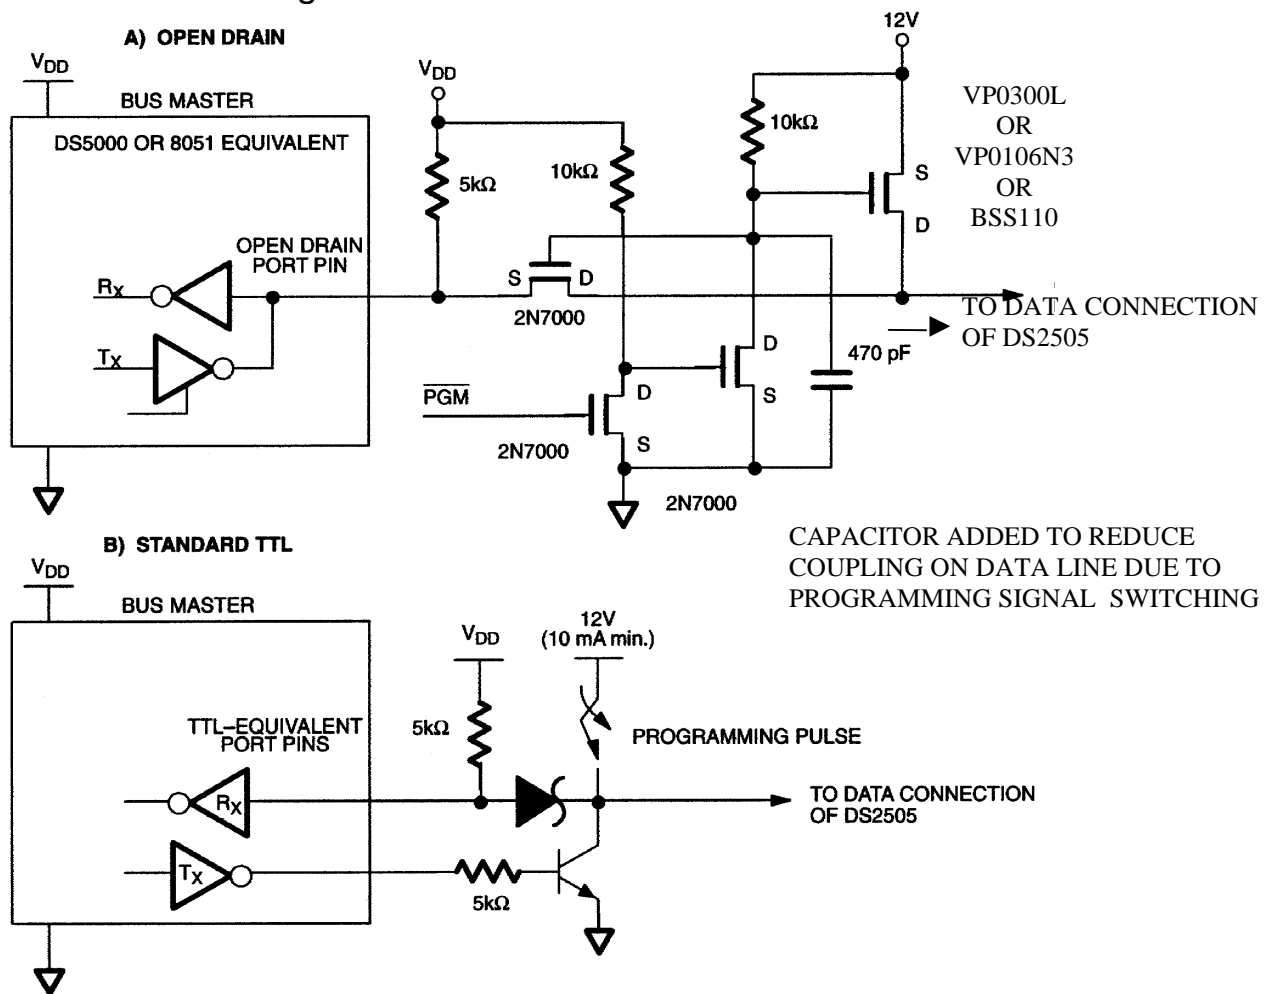 A) OPEN DRAIN
VDD
BUS MASTER
DS5000 OR 8051 EQUIVALENT
OPEN DRAIN
PORT PIN
RX
TX
VDD
5kΩ
10kΩ
S D
2N7000
PGM
D
S
2N7000
D
S
2N7000
12V
10kΩ
S
D
470 pF
VP0300L
OR
VP0106N3
OR
BSS110
TO DATA CONNECTION
OF DS2505
CAPACITOR ADDED TO REDUCE
COUPLING ON DATA LINE DUE TO
PROGRAMMING SIGNAL SWITCHING
B) STANDARD TTL
VDD
BUS MASTER
TTL–EQUIVALENT
PORT PINS
RX
TX
VDD
5kΩ
5kΩ
12V
(10 mA min.)
PROGRAMMING PULSE
TO DATA CONNECTION
OF DS2505